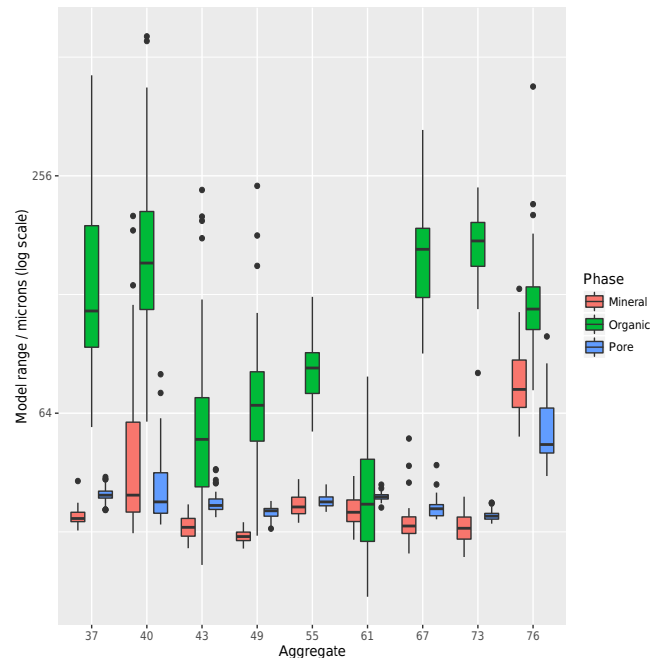 Model range / microns (log scale)
256
64
37 40 43 49 55 61 67 73 76
Aggregate
Phase
Mineral
Organic
Pore